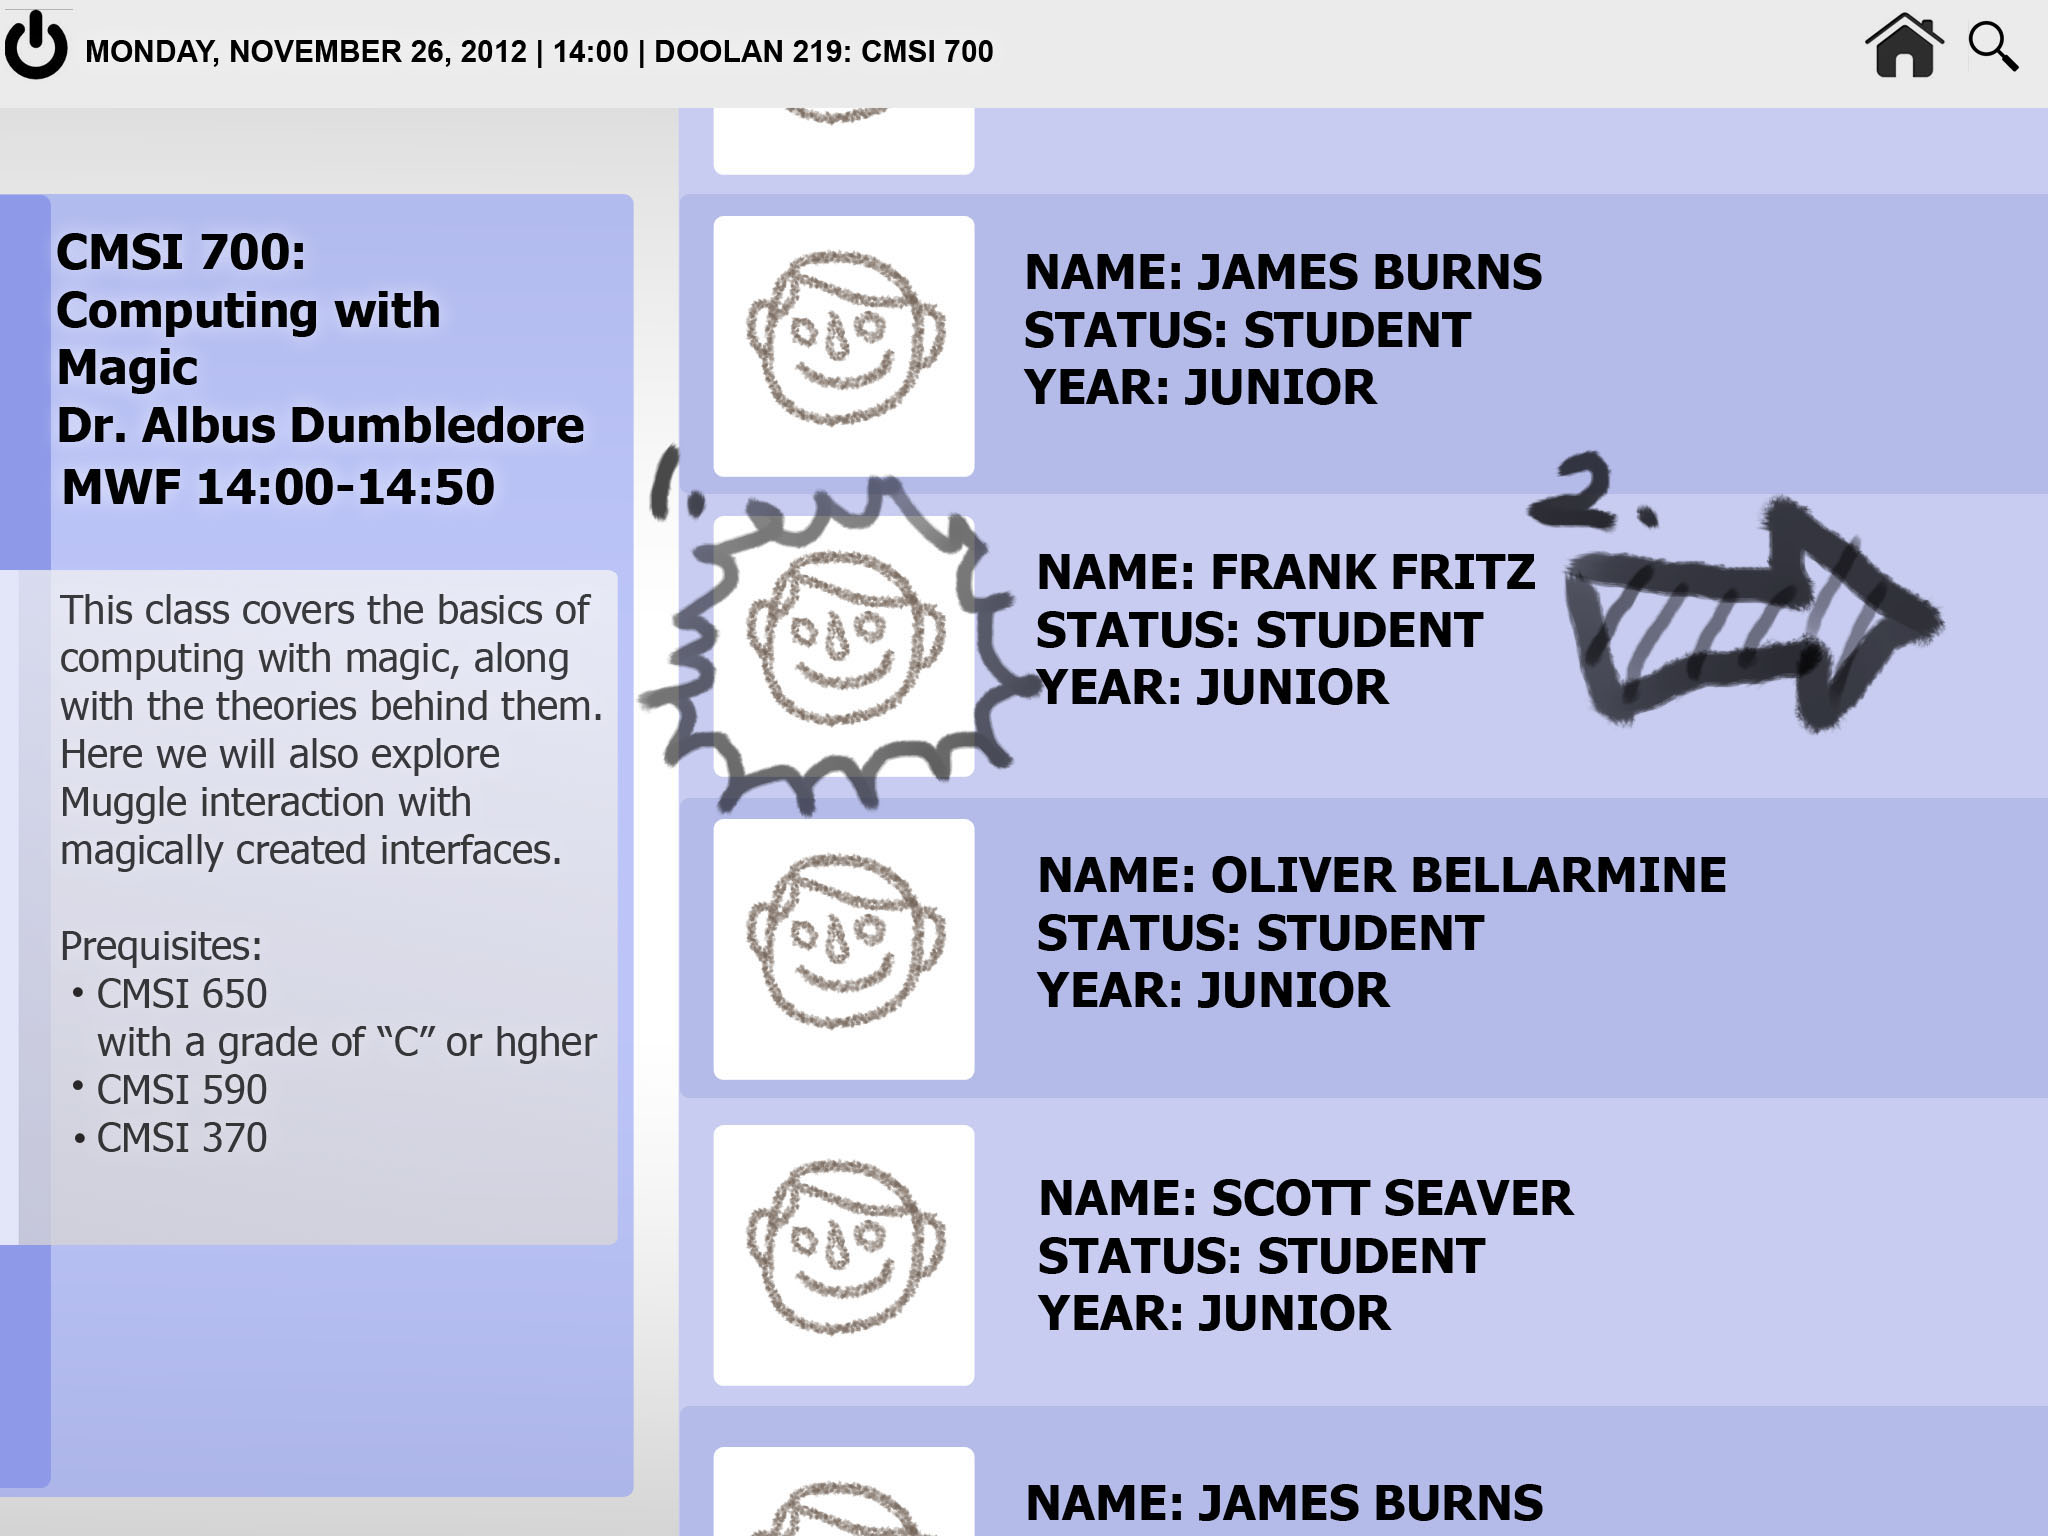 MONDAY, NOVEMBER 26, 2012 | 14:00 | DOOLAN 219: CMSI 700
CMSI 700:
Computing with
Magic
Dr. Albus Dumbledore
MWF 14:00-14:50
This class covers the basics of
computing with magic, along
with the theories behind them.
Here we will also explore
Muggle interaction with
magically created interfaces.
Prequisites:
• CMSI 650
with a grade of “C” or hgher
• CMSI 590
• CMSI 370
NAME: JAMES BURNS
STATUS: STUDENT
YEAR: JUNIOR
1.
NAME: FRANK FRITZ
STATUS: STUDENT
YEAR: JUNIOR
2.
NAME: OLIVER BELLARMINE
STATUS: STUDENT
YEAR: JUNIOR
NAME: SCOTT SEAVER
STATUS: STUDENT
YEAR: JUNIOR
NAME: JAMES BURNS